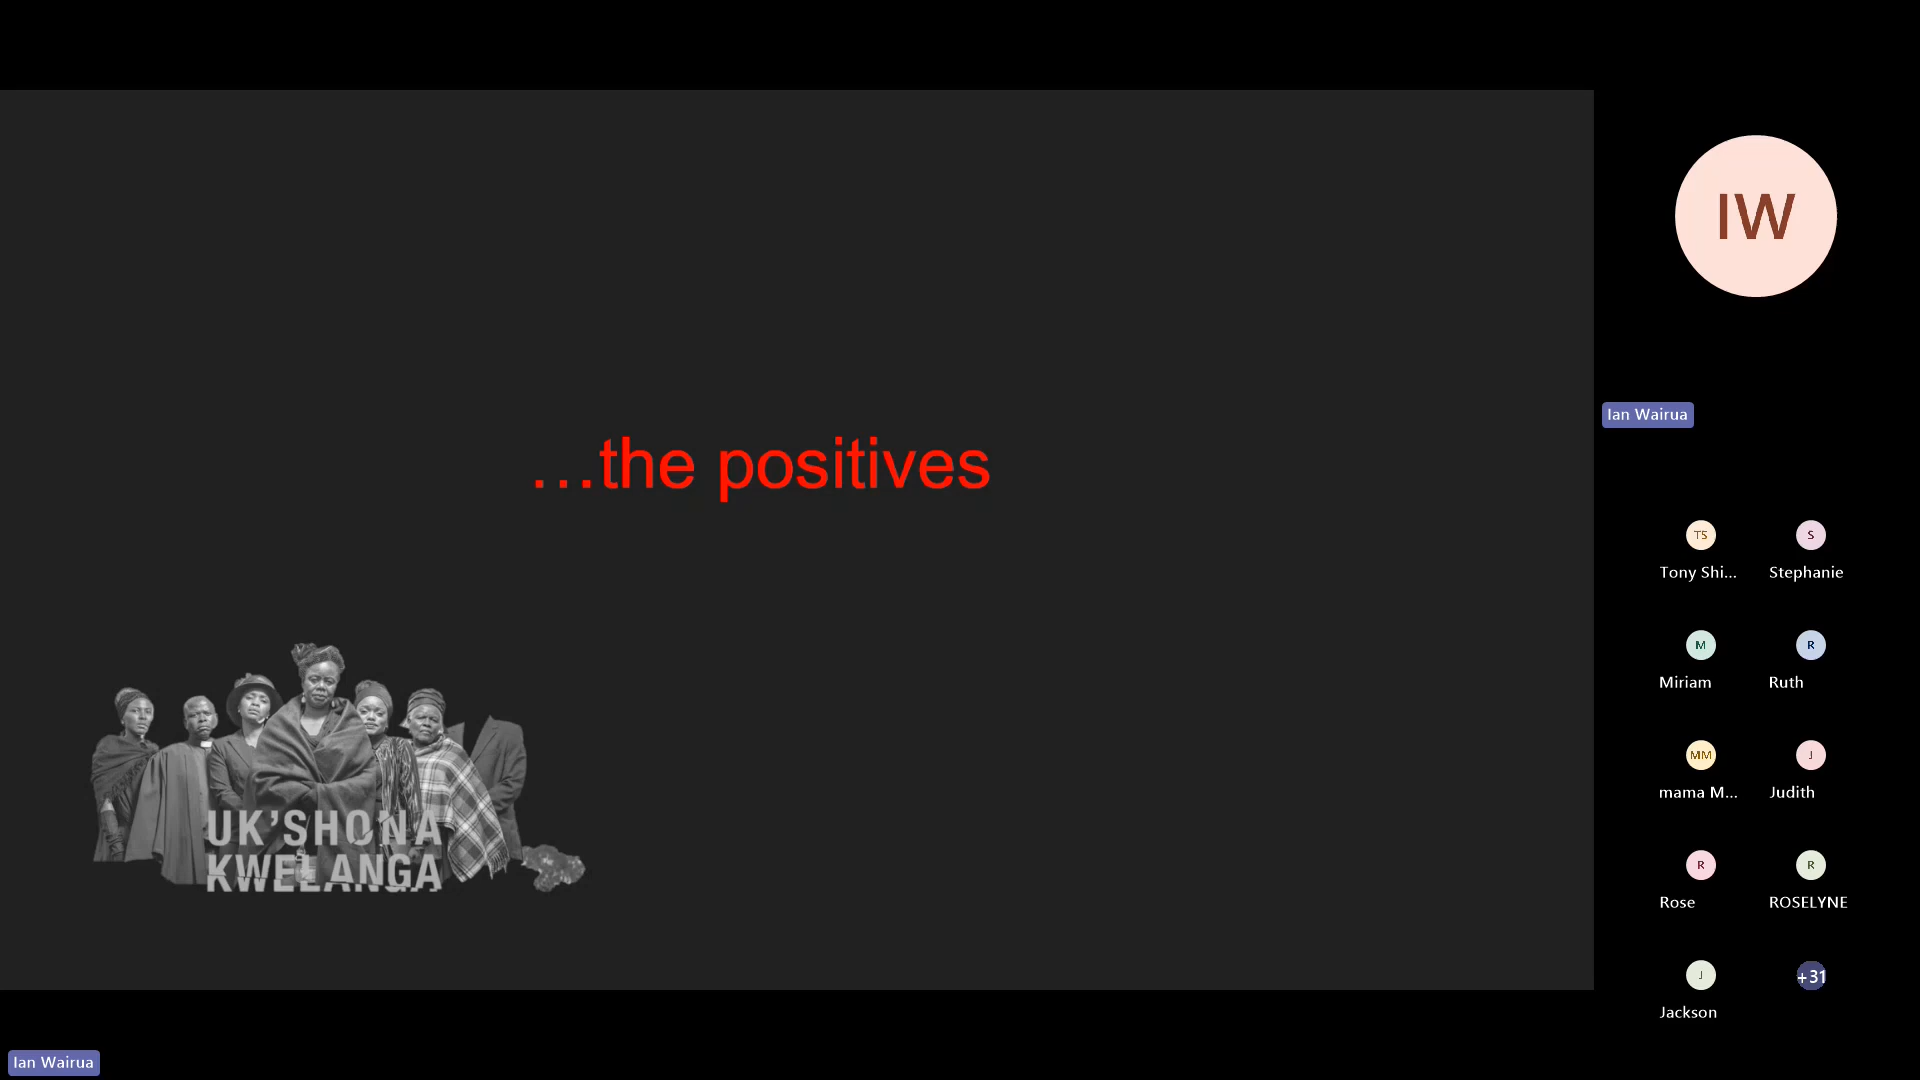 …the positives
UK’SHONA
KWELANGA
Ian Wairua
IW
Ian Wairua
TS
Tony Shi...
S
Stephanie
M
Miriam
R
Ruth
MM
mama M...
J
Judith
R
Rose
R
ROSELYNE
J
Jackson
+31